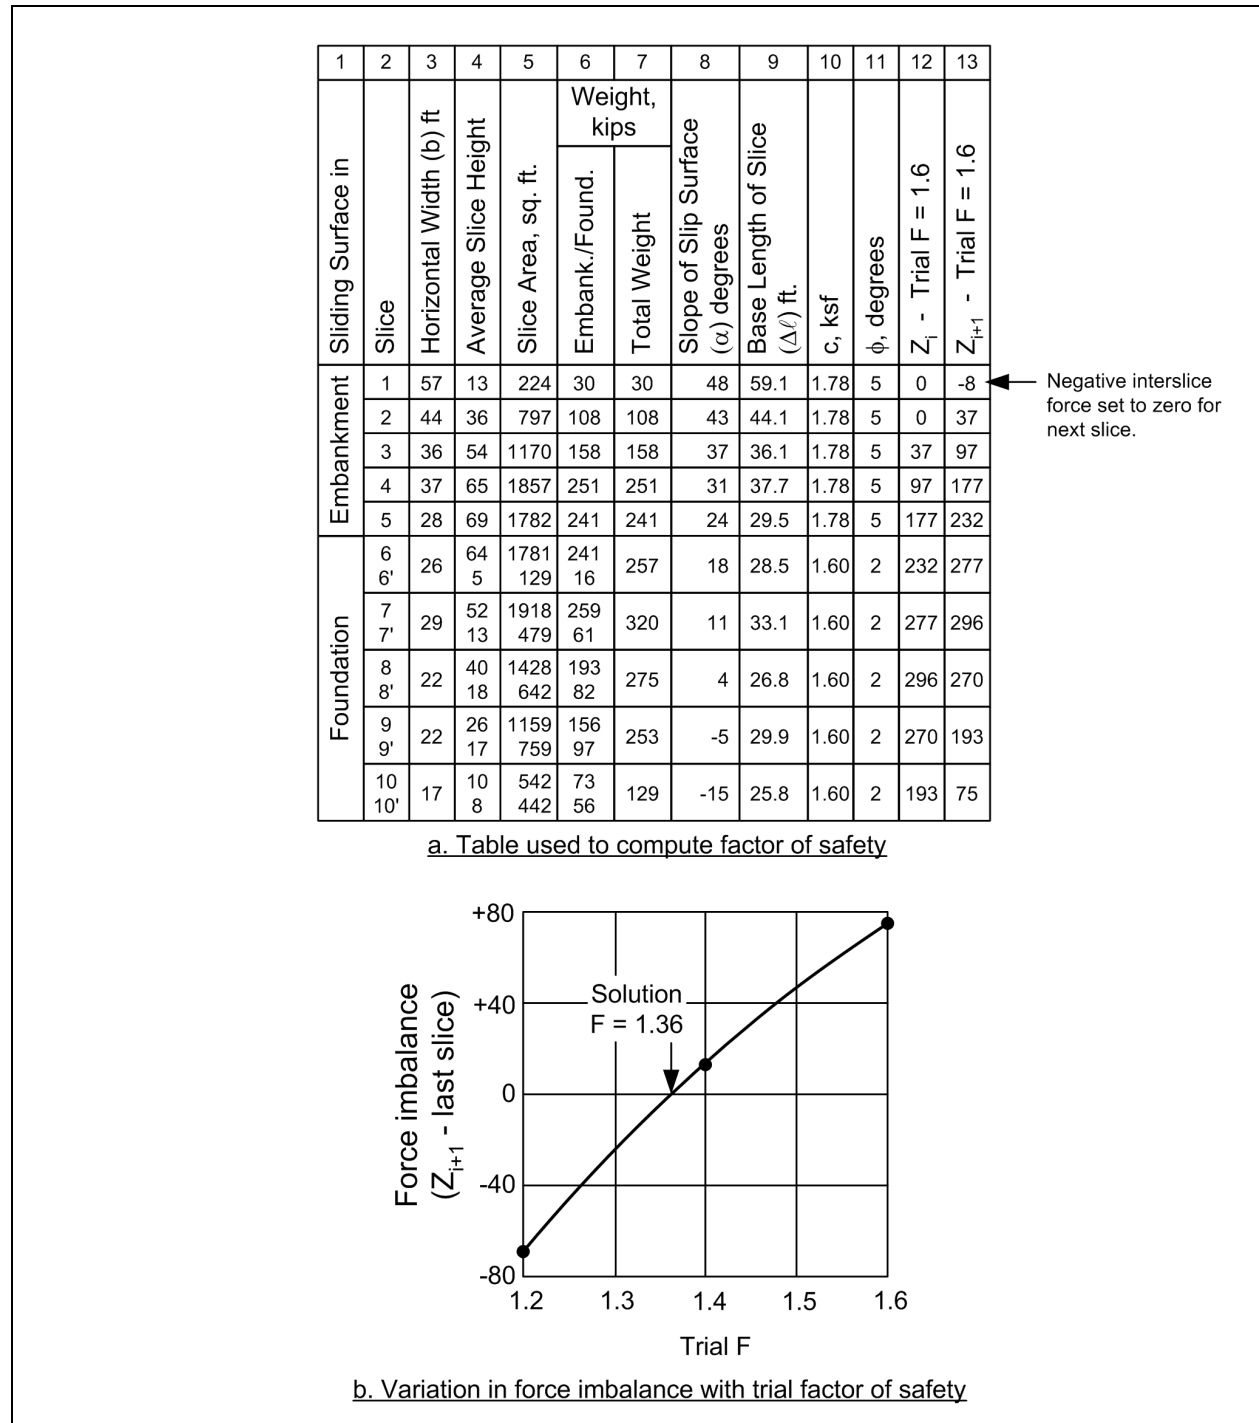 1 2 3 4 5 6 7 8 9 10 11 12 13
Sliding Surface in
Slice
Horizontal Width (b) ft
Average Slice Height
Slice Area, sq. ft.
Weight,
kips
Embank./Found.
Total Weight
Slope of Slip Surface
(α) degrees
Base Length of Slice
(Δℓ) ft.
c, ksf
ϕ, degrees
Zi - Trial F = 1.6
Zi+1 - Trial F = 1.6
Embankment
1 57 13 224 30 30 48 59.1 1.78 5 0 -8
2 44 36 797 108 108 43 44.1 1.78 5 0 37
3 36 54 1170 158 158 37 36.1 1.78 5 37 97
4 37 65 1857 251 251 31 37.7 1.78 5 97 177
5 28 69 1782 241 241 24 29.5 1.78 5 177 232
Negative interslice
force set to zero for
next slice.
Foundation
6 64 1781 241
26 257 18 28.5 1.60 2 232 277
6' 5 129 16
7 52 1918 259
29 320 11 33.1 1.60 2 277 296
7' 13 479 61
8 40 1428 193
22 275 4 26.8 1.60 2 296 270
8' 18 642 82
9 26 1159 156
22 253 -5 29.9 1.60 2 270 193
9' 17 759 97
10 10 542 73
17 129 -15 25.8 1.60 2 193 75
10' 8 442 56
a. Table used to compute factor of safety
Force imbalance
(Zi+1 - last slice)
+80
+40
0
-40
-80
Solution
F = 1.36
1.2 1.3 1.4 1.5 1.6
Trial F
b. Variation in force imbalance with trial factor of safety